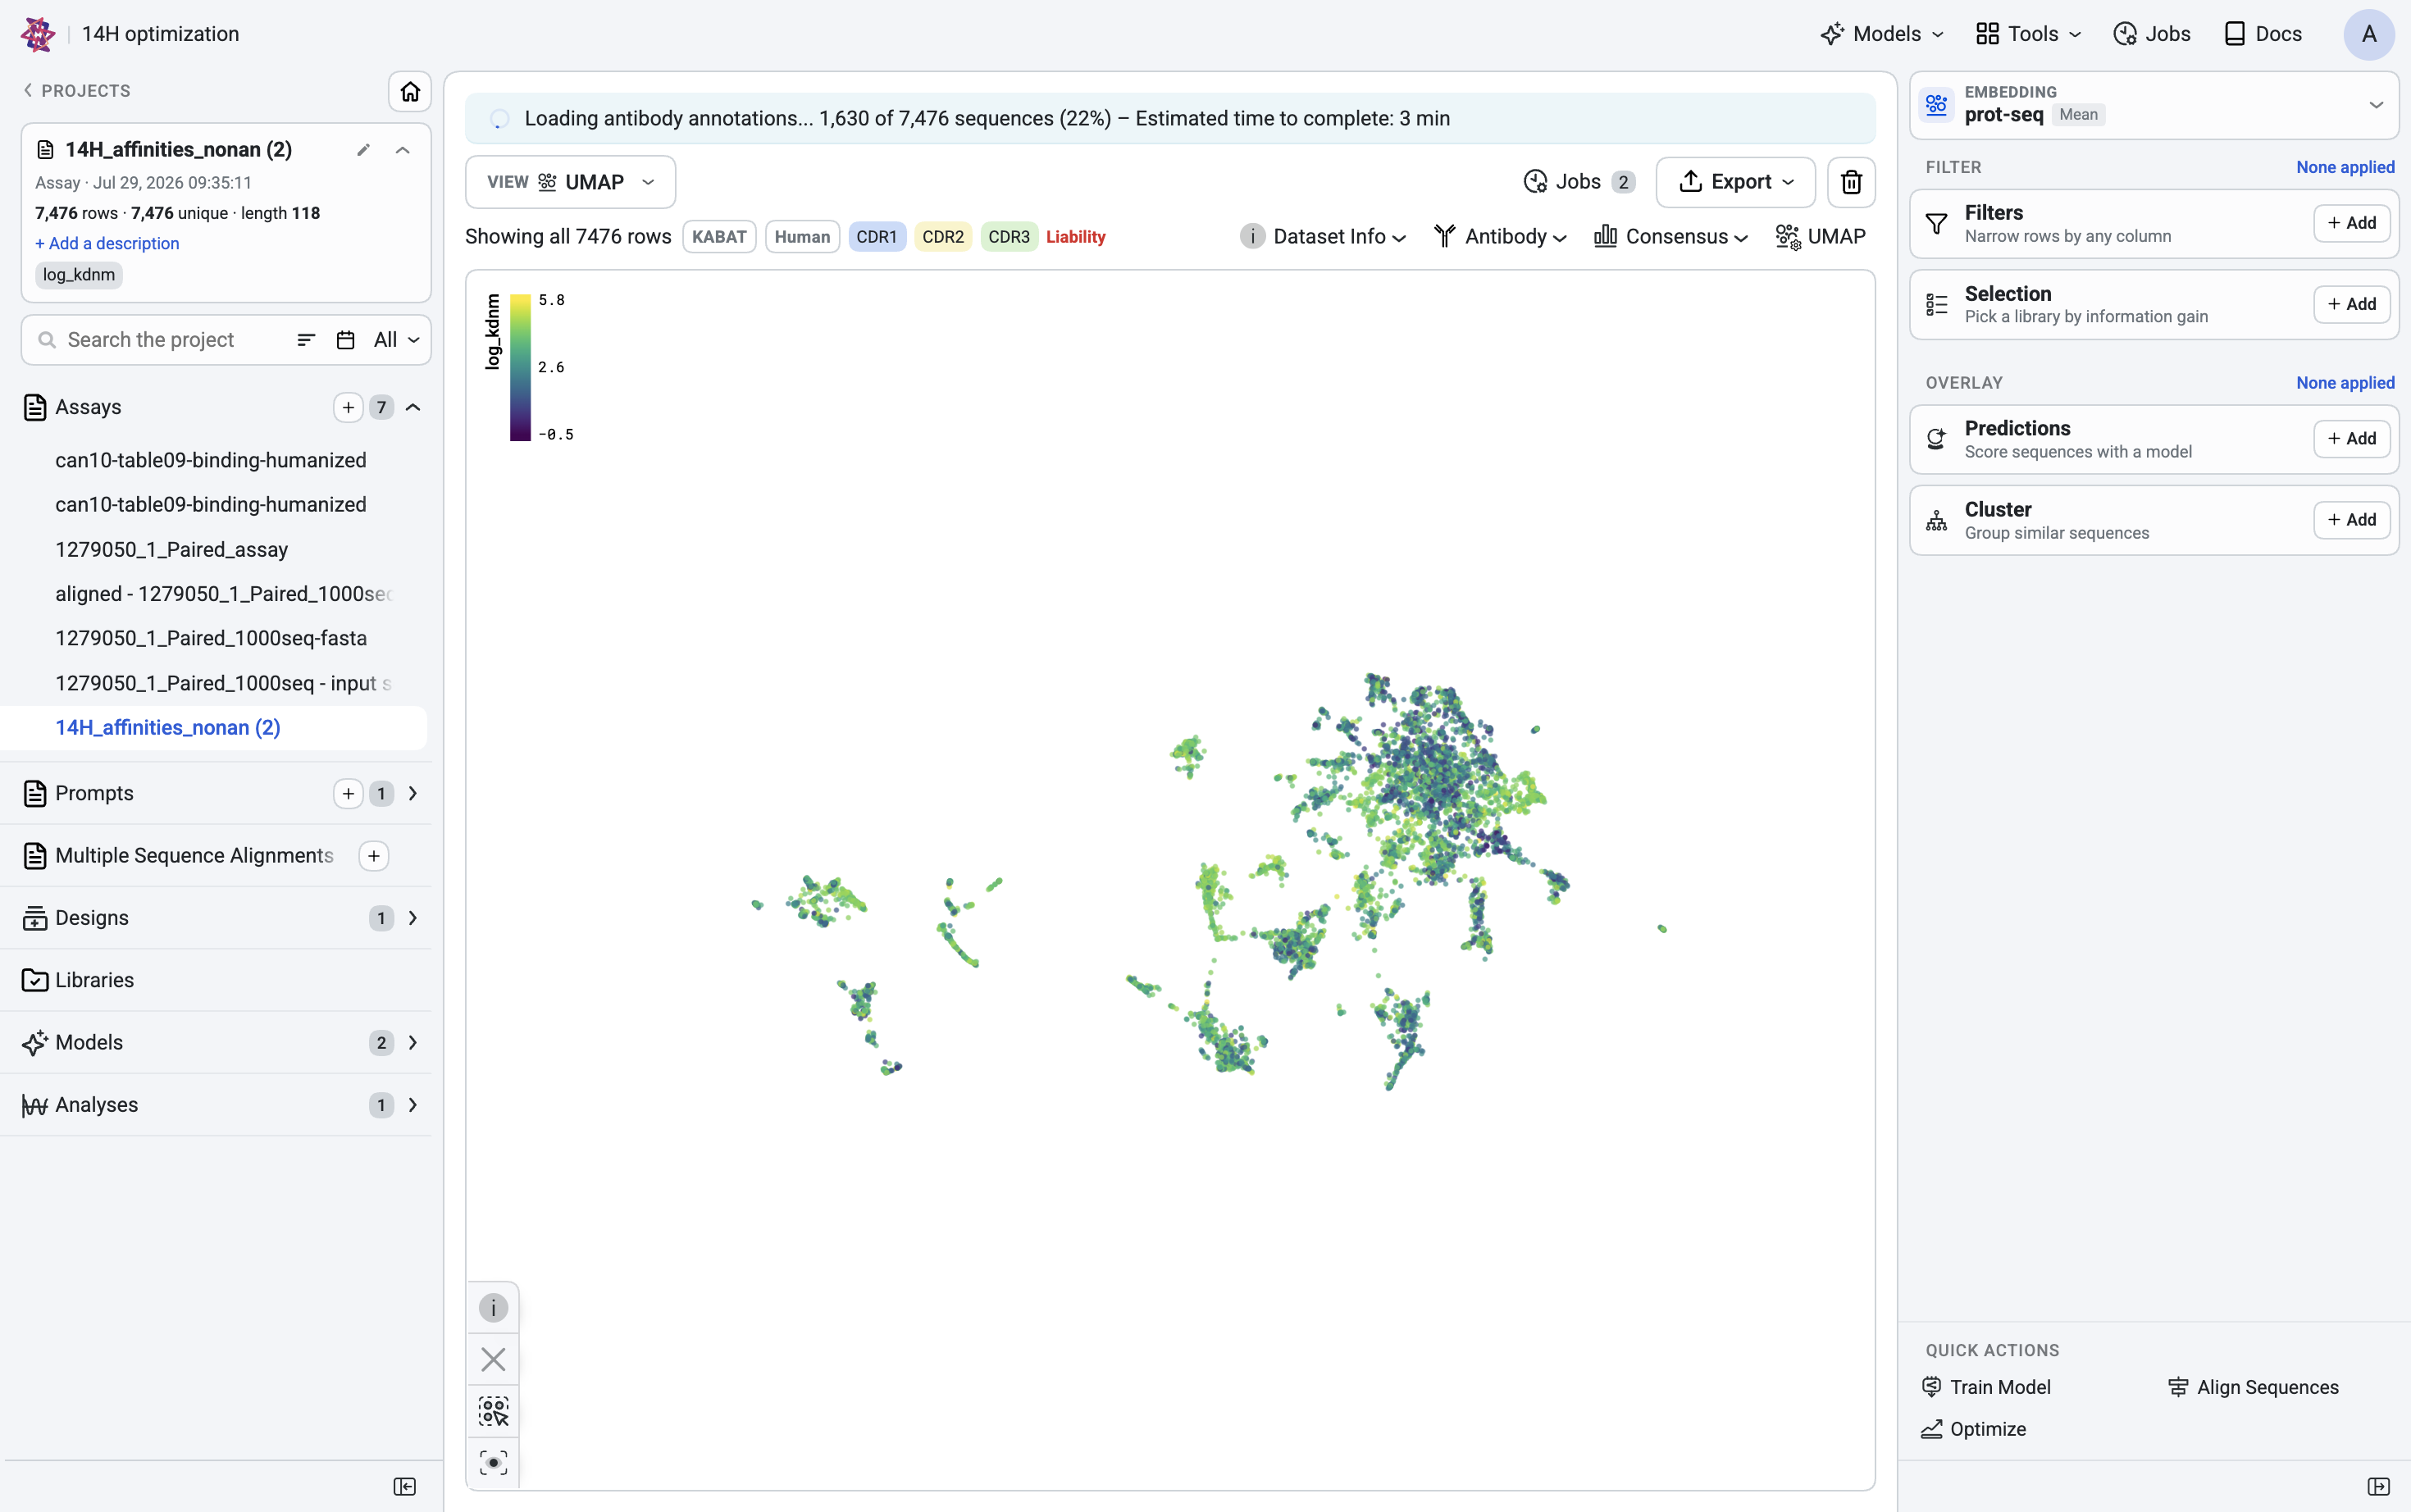 14H optimization
Models
Tools
Jobs
Docs
A
PROJECTS
14H_affinities_nonan (2)
Assay · Jul 29, 2026 09:35:11
7,476 rows · 7,476 unique · length 118
+ Add a description
log_kdnm
Search the project
All
Assays
7
can10-table09-binding-humanized
can10-table09-binding-humanized
1279050_1_Paired_assay
aligned - 1279050_1_Paired_1000sec
1279050_1_Paired_1000seq-fasta
1279050_1_Paired_1000seq - input s
14H_affinities_nonan (2)
Prompts
1
Multiple Sequence Alignments
Designs
1
Libraries
Models
2
Analyses
1
Loading antibody annotations... 1,630 of 7,476 sequences (22%) – Estimated time to complete: 3 min
VIEW UMAP
Jobs 2
Export
Showing all 7476 rows
KABAT
Human
CDR1
CDR2
CDR3
Liability
Dataset Info
Antibody
Consensus
UMAP
log_kdnm
5.8
2.6
-0.5
EMBEDDING
prot-seq Mean
FILTER
None applied
Filters
Narrow rows by any column
+ Add
Selection
Pick a library by information gain
+ Add
OVERLAY
None applied
Predictions
Score sequences with a model
+ Add
Cluster
Group similar sequences
+ Add
QUICK ACTIONS
Train Model
Align Sequences
Optimize